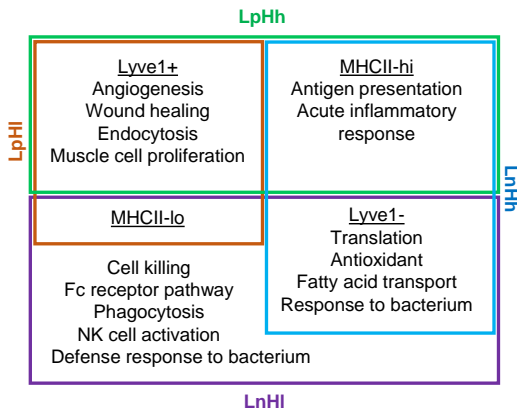 LpHh
Lyve1+
Angiogenesis
Wound healing
Endocytosis
Muscle cell proliferation
MHCII-hi
Antigen presentation
Acute inflammatory
response
LpHl
LnHh
MHCII-lo
Cell killing
Fc receptor pathway
Phagocytosis
NK cell activation
Defense response to bacterium
Lyve1-
Translation
Antioxidant
Fatty acid transport
Response to bacterium
LnHl